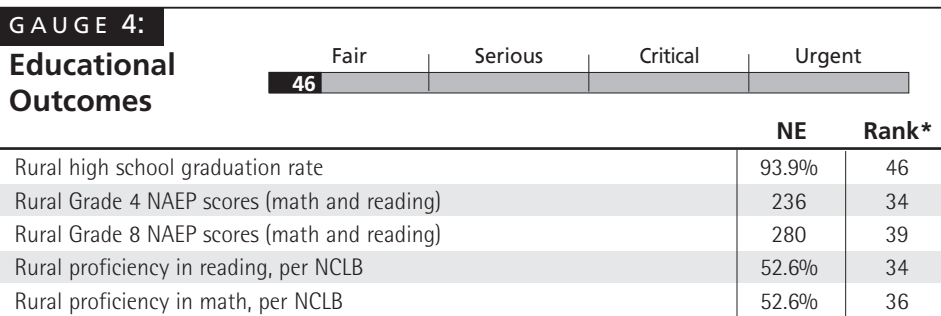 GAUGE 4:
Educational Outcomes
Fair Serious Critical Urgent
46
NE Rank*
Rural high school graduation rate 93.9% 46
Rural Grade 4 NAEP scores (math and reading) 236 34
Rural Grade 8 NAEP scores (math and reading) 280 39
Rural proficiency in reading, per NCLB 52.6% 34
Rural proficiency in math, per NCLB 52.6% 36